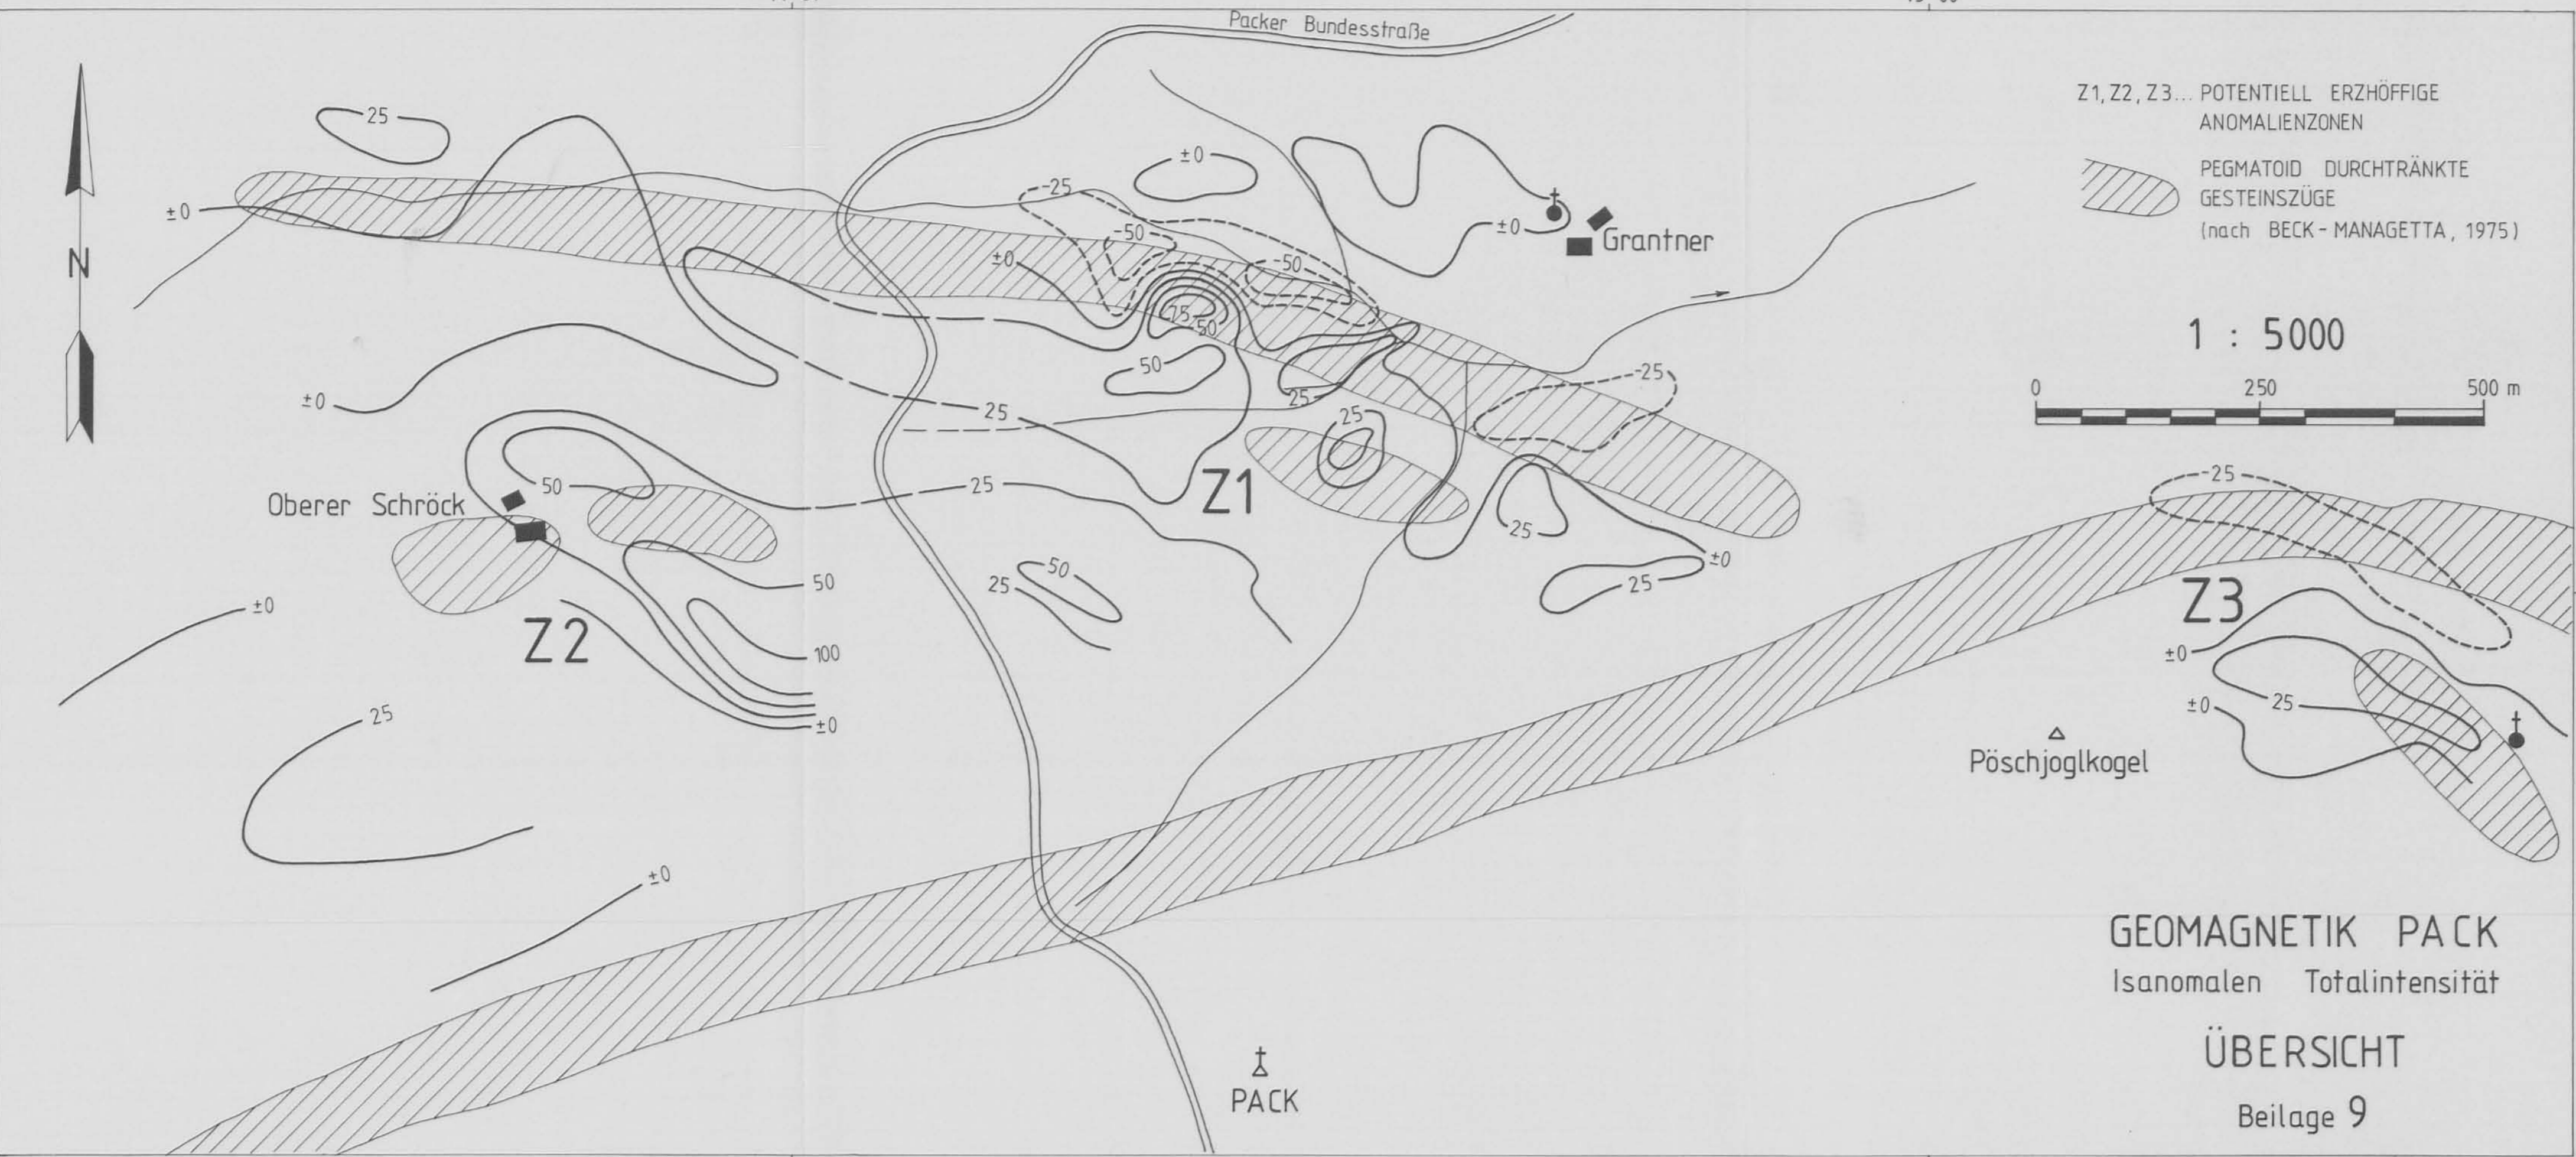 Packer Bundesstraße
Z1, Z2, Z3... POTENTIELL ERZHÖFFIGE
ANOMALIENZONEN
PEGMATOID DURCHTRÄNKTE
GESTEINSZÜGE
(nach BECK-MANAGETTA, 1975)
1 : 5000
0 250 500 m
N
25
±0
±0
-25
-50
±0
-50
±0
Grantner
±0
75
50
50
25
-25
±0
25
25
50
25
Z1
-25
Oberer Schröck
25
±0
50
50
25
25
Z3
±0
Z2
100
±0
±0
25
25
±0
Pöschjoglkogel
±0
GEOMAGNETIK PACK
Isanomalen Totalintensität
ÜBERSICHT
PACK
Beilage 9